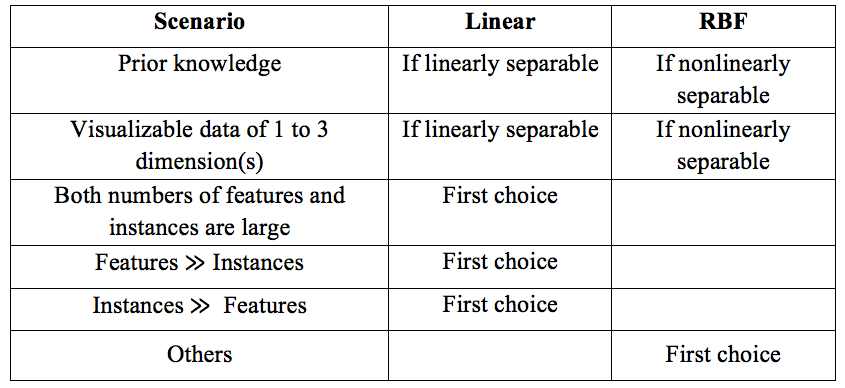 Scenario Linear RBF
Prior knowledge If linearly separable If nonlinearly
separable
Visualizable data of 1 to 3 If linearly separable If nonlinearly
dimension(s) separable
Both numbers of features and First choice
instances are large
Features ≫ Instances First choice
Instances ≫ Features First choice
Others First choice